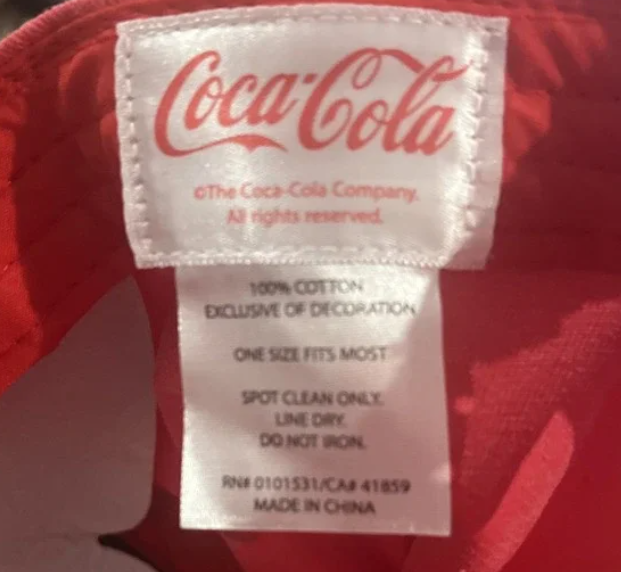 Coca-Cola
©The Coca-Cola Company.
All rights reserved.
100% COTTON
EXCLUSIVE OF DECORATION
ONE SIZE FITS MOST
SPOT CLEAN ONLY.
LINE DRY.
DO NOT IRON.
RN# 0101531/CA# 41859
MADE IN CHINA